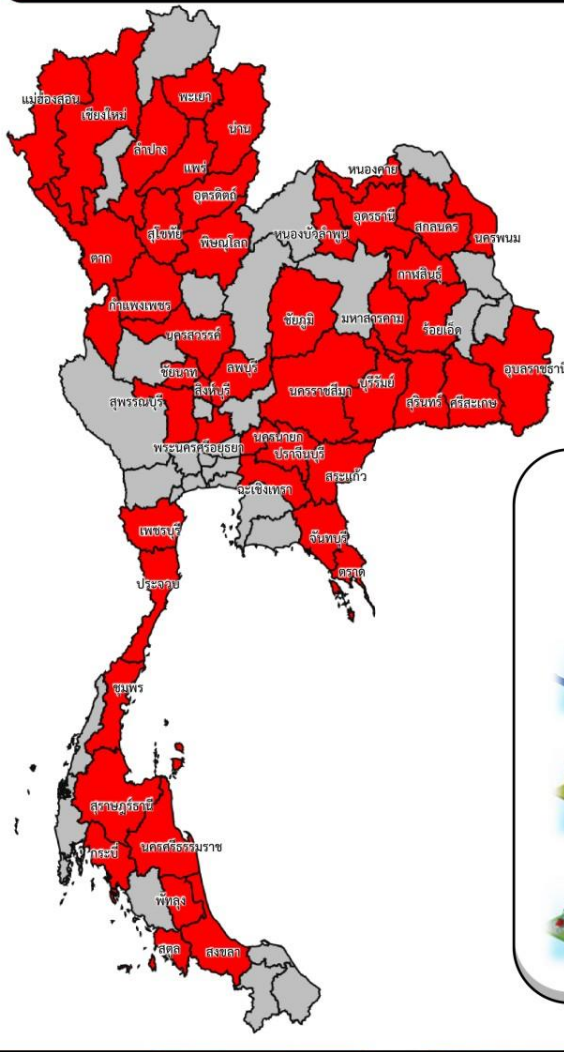 พะเยา
แม่ฮ่องสอน
เชียงใหม่
น่าน
ลำปาง
แพร่
หนองคาย
อุตรดิตถ์
อุดรธานี
สกลนคร
สุโขทัย
หนองบัวลำพูน
นครพนม
พิษณุโลก
ตาก
กาฬสินธุ์
กำแพงเพชร
ชัยภูมิ
มหาสารคาม
ร้อยเอ็ด
นครสวรรค์
ลพบุรี
อุบลราชธานี
ชัยนาท
สิงห์บุรี
นครราชสีมา
บุรีรัมย์
สุรินทร์
ศรีสะเกษ
สุพรรณบุรี
นครนายก
พระนครศรีอยุธยา
ปราจีนบุรี
สระแก้ว
ฉะเชิงเทรา
เพชรบุรี
จันทบุรี
ตราด
ประจวบ
ชุมพร
สุราษฎร์ธานี
กระบี่
นครศรีธรรมราช
พัทลุง
สตูล
สงขลา